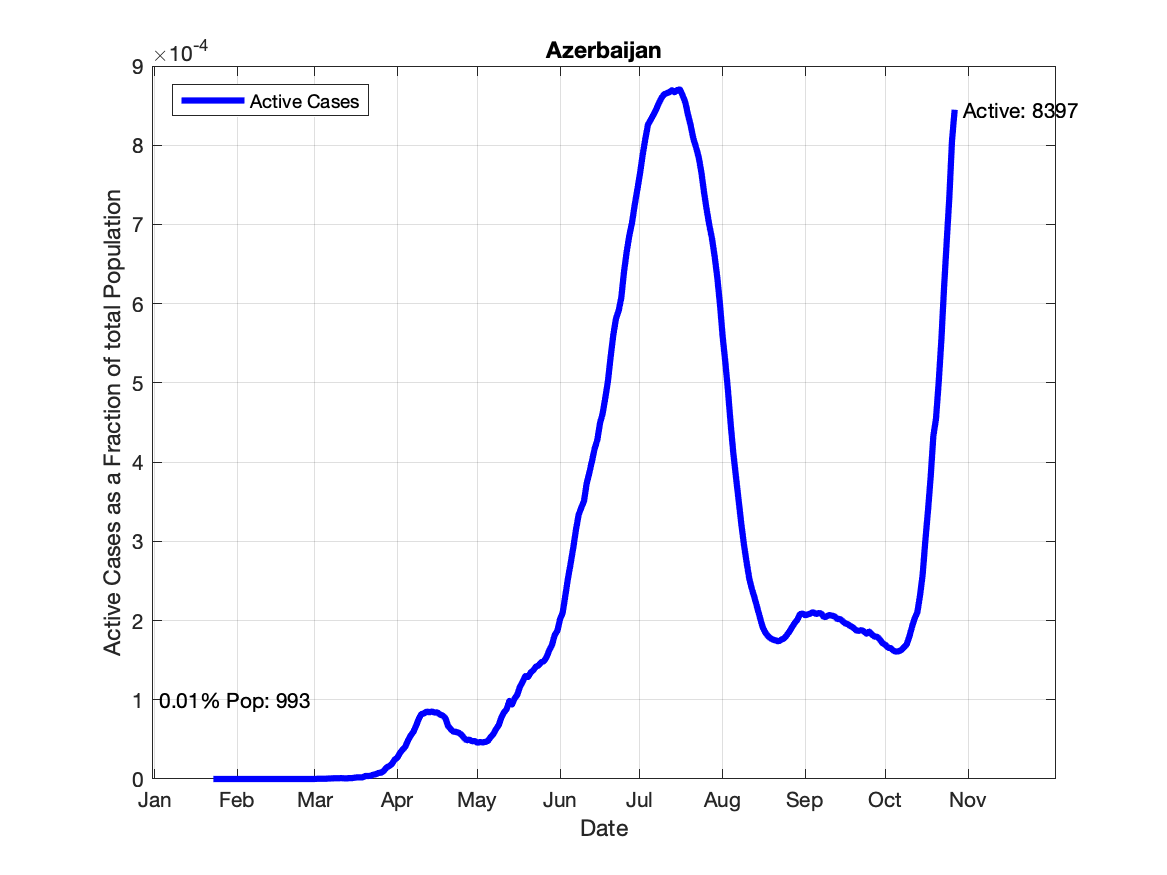 Azerbaijan
×10-4
Active Cases
Active: 8397
0.01% Pop: 993
Active Cases as a Fraction of total Population
9
8
7
6
5
4
3
2
1
0
Jan Feb Mar Apr May Jun Jul Aug Sep Oct Nov
Date